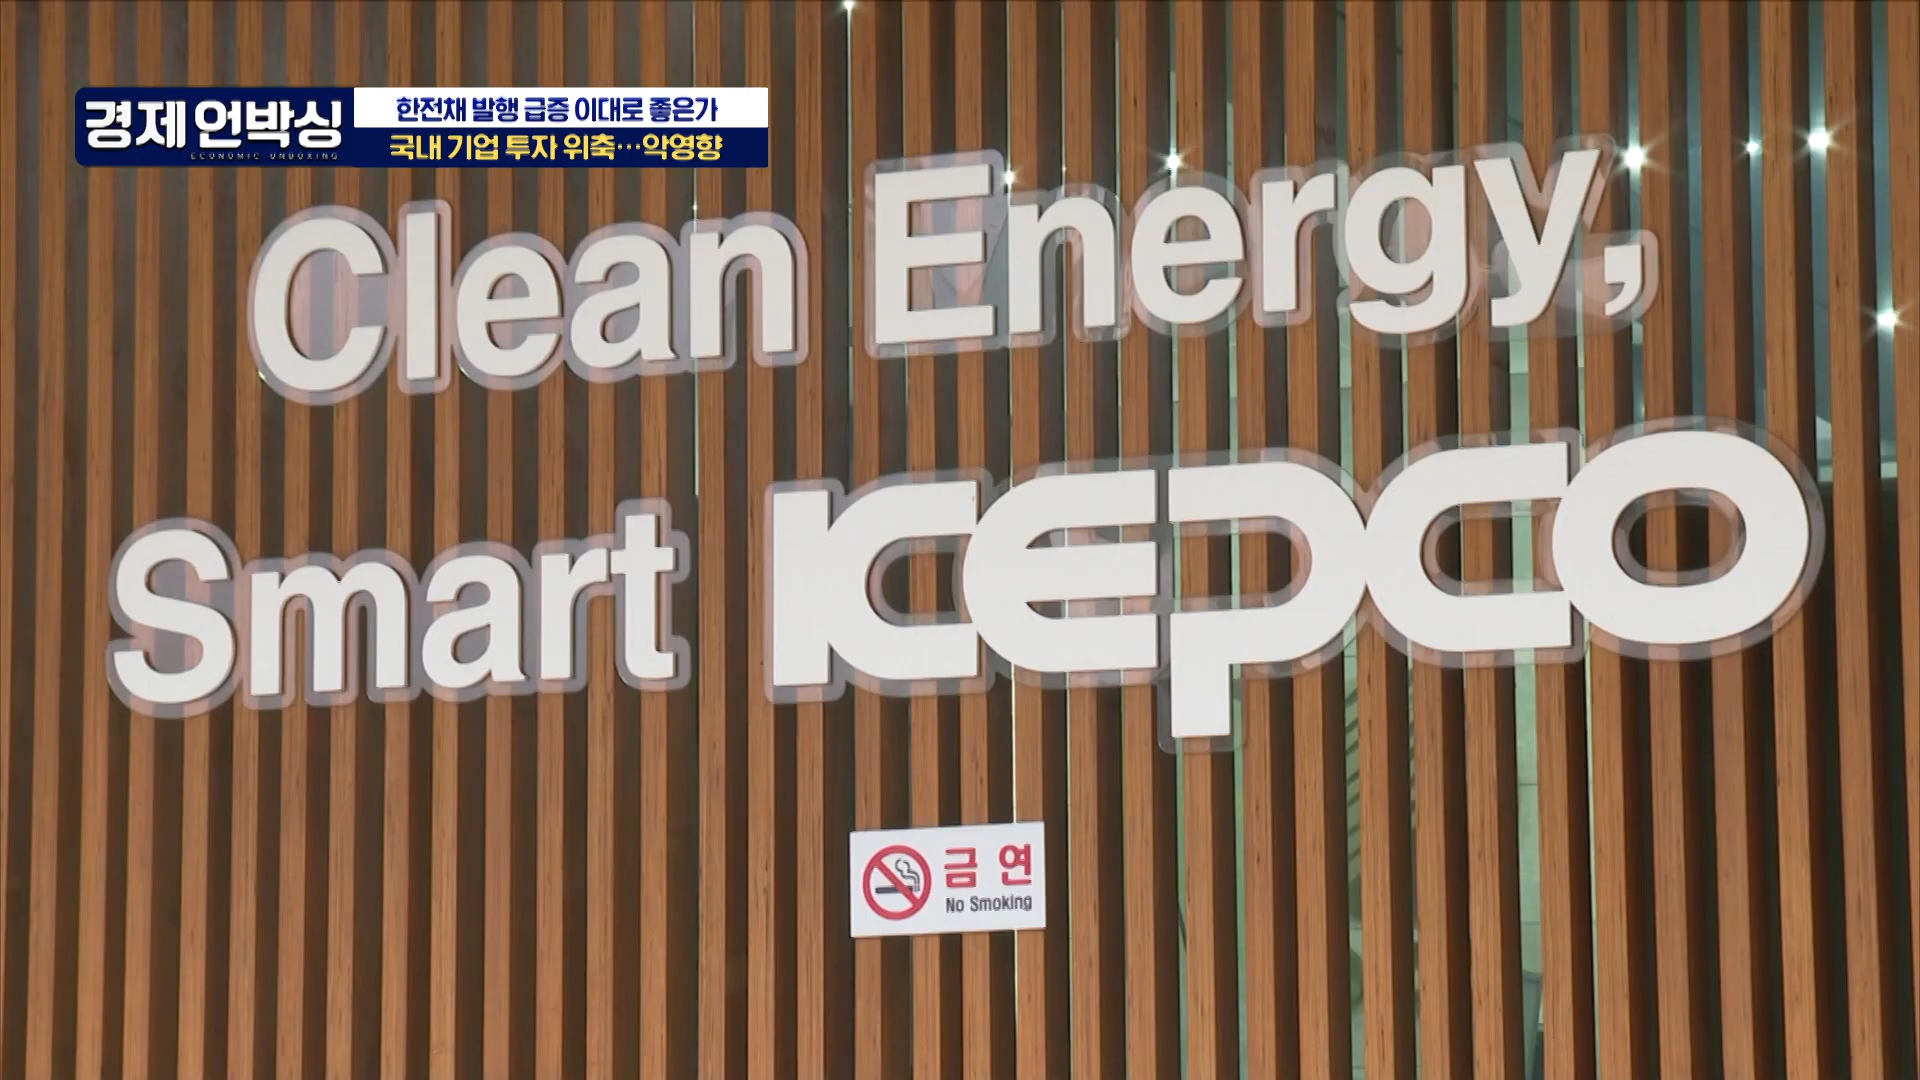 경제 언박싱
ECONOMIC UNBOXING
한전채 발행 급증 이대로 좋은가
국내 기업 투자 위축…악영향
Clean Energy,
Smart KEPCO
금 연
No Smoking